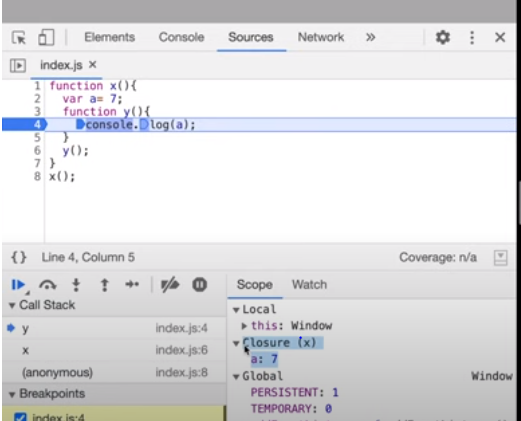 Elements Console Sources Network »
index.js ×
1 function x(){
2 var a= 7;
3 function y(){
4 console.log(a);
5 }
6 y();
7 }
8 x();
{} Line 4, Column 5 Coverage: n/a
Scope Watch
▼ Call Stack
y index.js:4
x index.js:6
(anonymous) index.js:8
▼ Breakpoints
index.js:4
▼ Local
▶ this: Window
▼ Closure (x)
a: 7
▼ Global Window
PERSISTENT: 1
TEMPORARY: 0